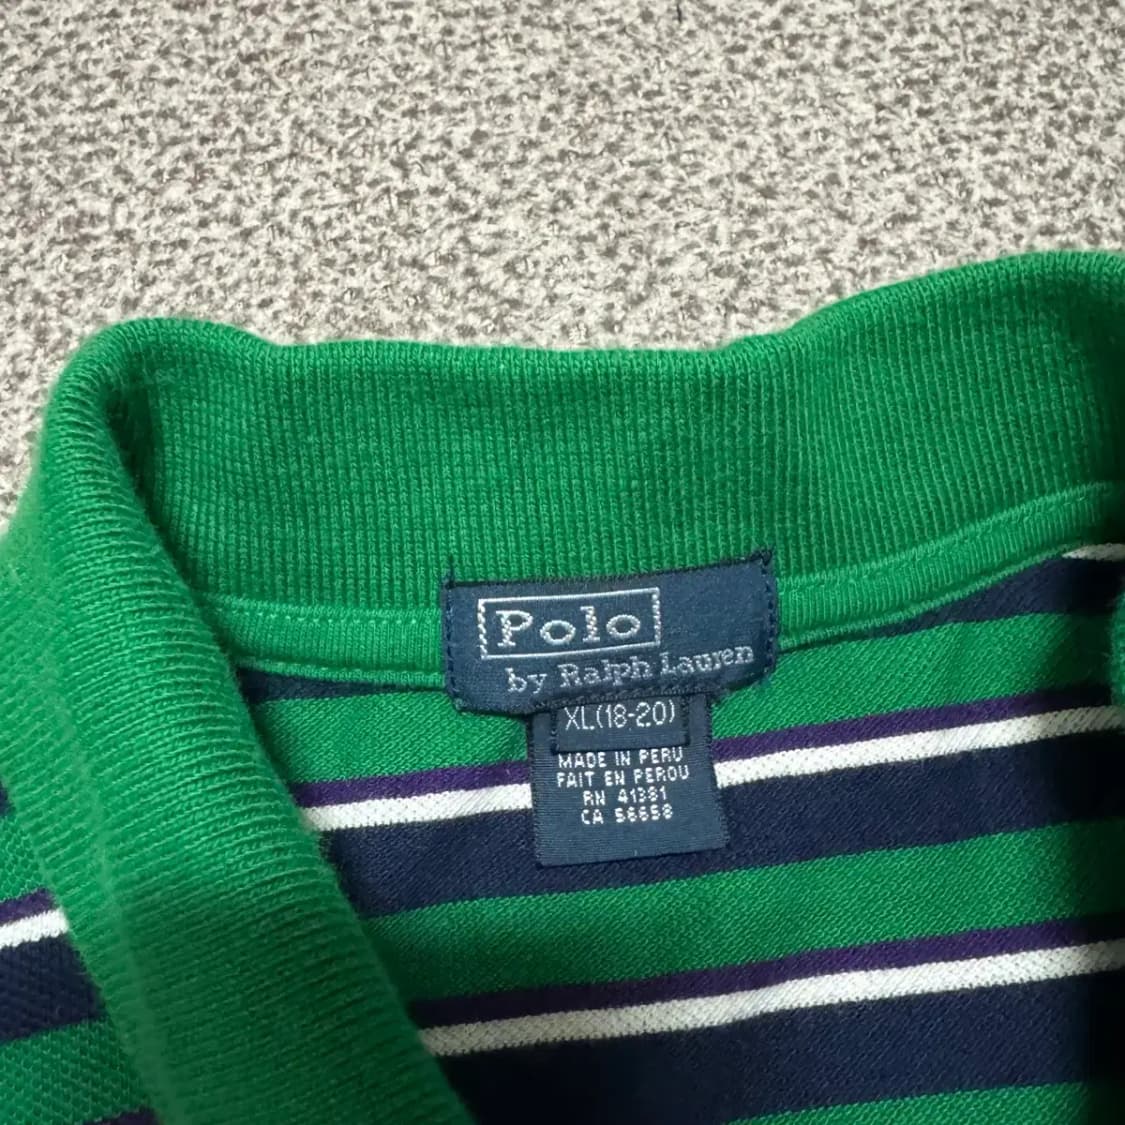 Polo
by Ralph Lauren
XL(18-20)
MADE IN PERU
FAIT EN PEROU
RN 41381
CA 56658